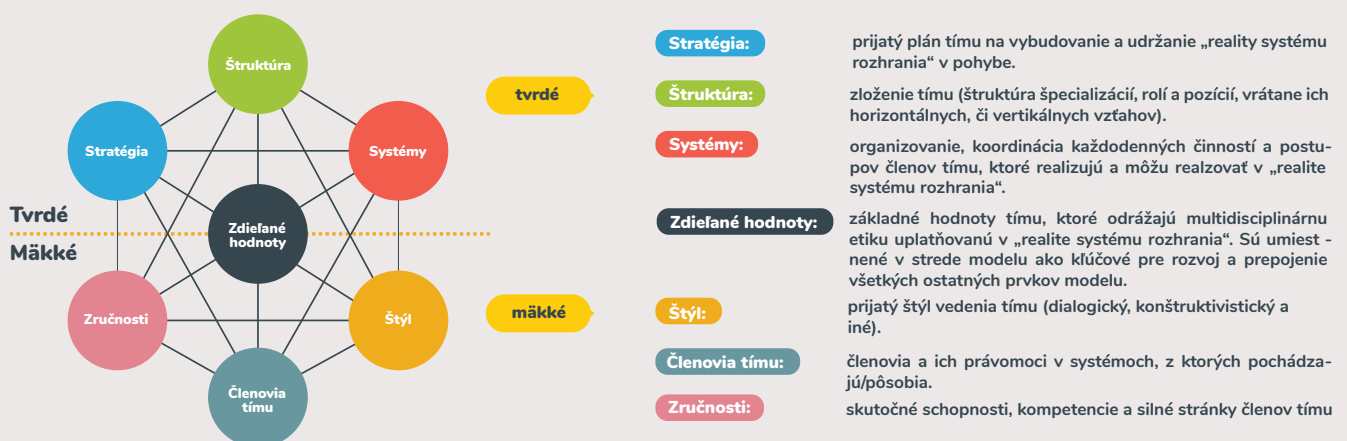 Štruktúra
Stratégia
Systémy
Tvrdé
Mäkké
Zdieľané
hodnoty
Zručnosti
Štýl
Členovia
tímu
tvrdé
mäkké
Stratégia:
prijatý plán tímu na vybudovanie a udržanie „reality systému
rozhrania“ v pohybe.
Štruktúra:
zloženie tímu (štruktúra špecializácií, rolí a pozícií, vrátane ich
horizontálnych, či vertikálnych vzťahov).
Systémy:
organizovanie, koordinácia každodenných činností a postu-
pov členov tímu, ktoré realizujú a môžu realzovať v „realite
systému rozhrania“.
Zdieľané hodnoty:
základné hodnoty tímu, ktoré odrážajú multidisciplinárnu
etiku uplatňovanú v „realite systému rozhrania“. Sú umiest -
nené v strede modelu ako kľúčové pre rozvoj a prepojenie
všetkých ostatných prvkov modelu.
Štýl:
prijatý štýl vedenia tímu (dialogický, konštruktivistický a
iné).
Členovia tímu:
členovia a ich právomoci v systémoch, z ktorých pochádza-
jú/pôsobia.
Zručnosti:
skutočné schopnosti, kompetencie a silné stránky členov tímu